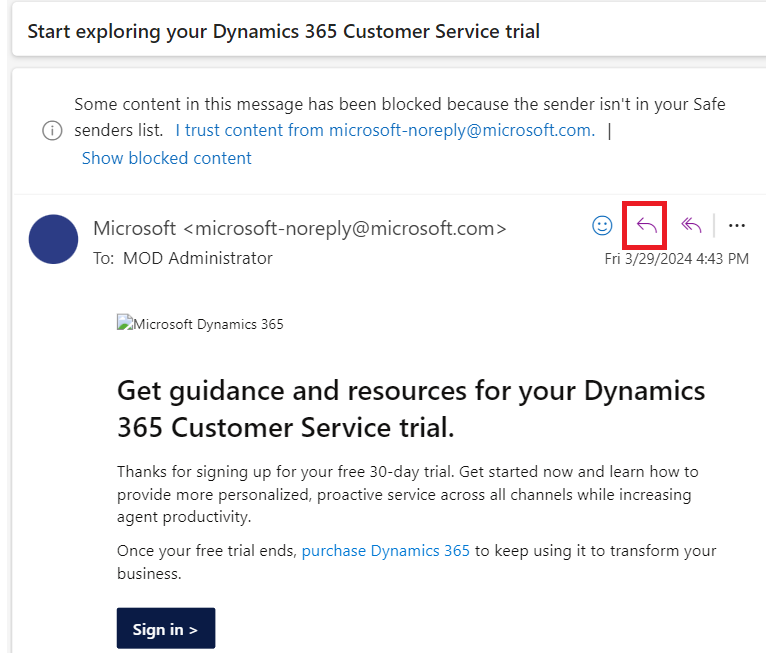 Start exploring your Dynamics 365 Customer Service trial
Some content in this message has been blocked because the sender isn't in your Safe
senders list. I trust content from microsoft-noreply@microsoft.com. |
Show blocked content
Microsoft <microsoft-noreply@microsoft.com>
To: MOD Administrator
Fri 3/29/2024 4:43 PM
Microsoft Dynamics 365
Get guidance and resources for your Dynamics
365 Customer Service trial.
Thanks for signing up for your free 30-day trial. Get started now and learn how to
provide more personalized, proactive service across all channels while increasing
agent productivity.
Once your free trial ends, purchase Dynamics 365 to keep using it to transform your
business.
Sign in >